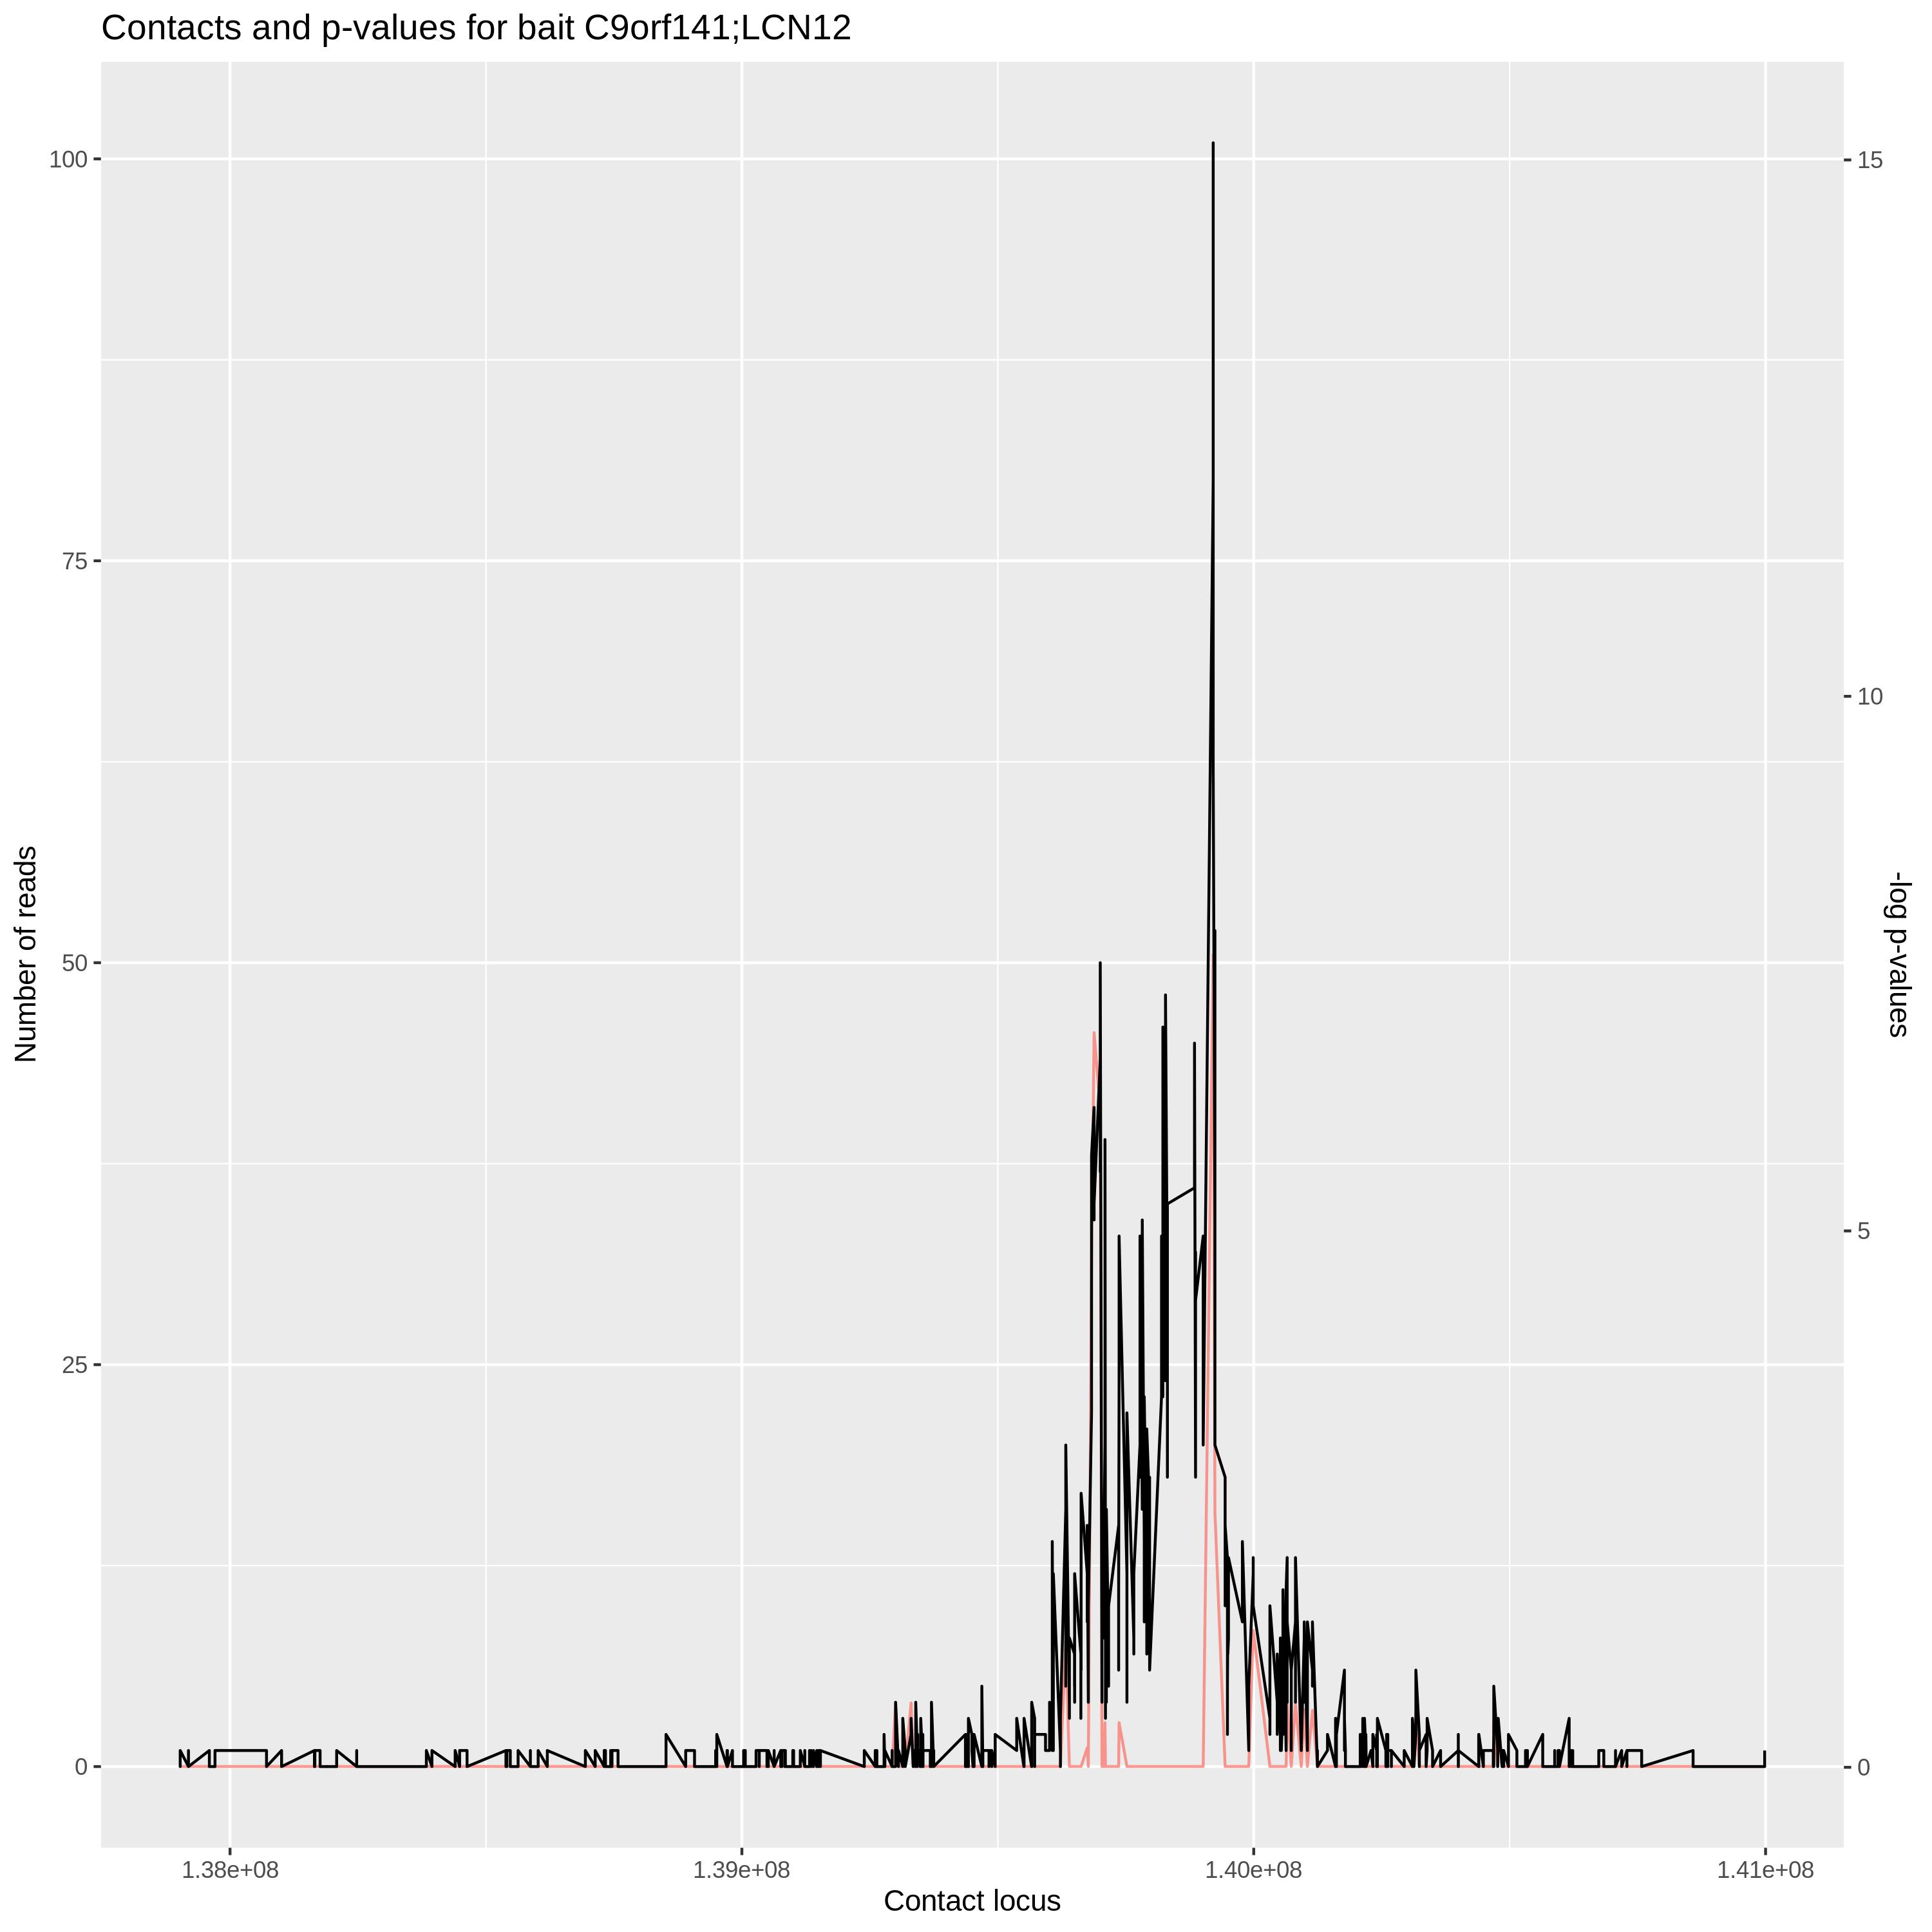 Contacts and p-values for bait C9orf141;LCN12
100
75
50
25
0
Number of reads
15
10
5
0
-log p-values
1.38e+08
1.39e+08
1.40e+08
1.41e+08
Contact locus